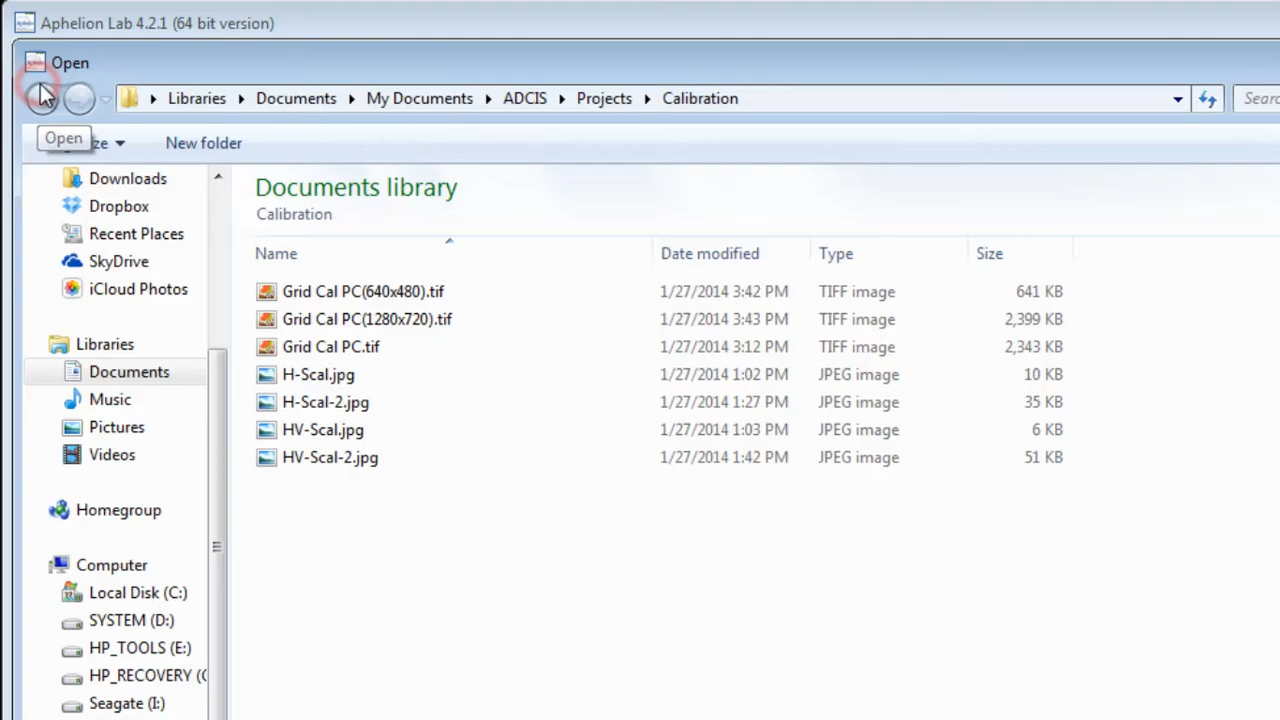 Aphelion Lab 4.2.1 (64 bit version)
Open
Libraries Documents My Documents ADCIS Projects Calibration
Open
New folder
Downloads
Dropbox
Recent Places
SkyDrive
iCloud Photos
Libraries
Documents
Music
Pictures
Videos
Homegroup
Computer
Local Disk (C:)
SYSTEM (D:)
HP_TOOLS (E:)
HP_RECOVERY (
Seagate (I:)
Documents library
Calibration
Name Date modified Type Size
Grid Cal PC(640x480).tif 1/27/2014 3:42 PM TIFF image 641 KB
Grid Cal PC(1280x720).tif 1/27/2014 3:43 PM TIFF image 2,399 KB
Grid Cal PC.tif 1/27/2014 3:12 PM TIFF image 2,343 KB
H-Scal.jpg 1/27/2014 1:02 PM JPEG image 10 KB
H-Scal-2.jpg 1/27/2014 1:27 PM JPEG image 35 KB
HV-Scal.jpg 1/27/2014 1:03 PM JPEG image 6 KB
HV-Scal-2.jpg 1/27/2014 1:42 PM JPEG image 51 KB